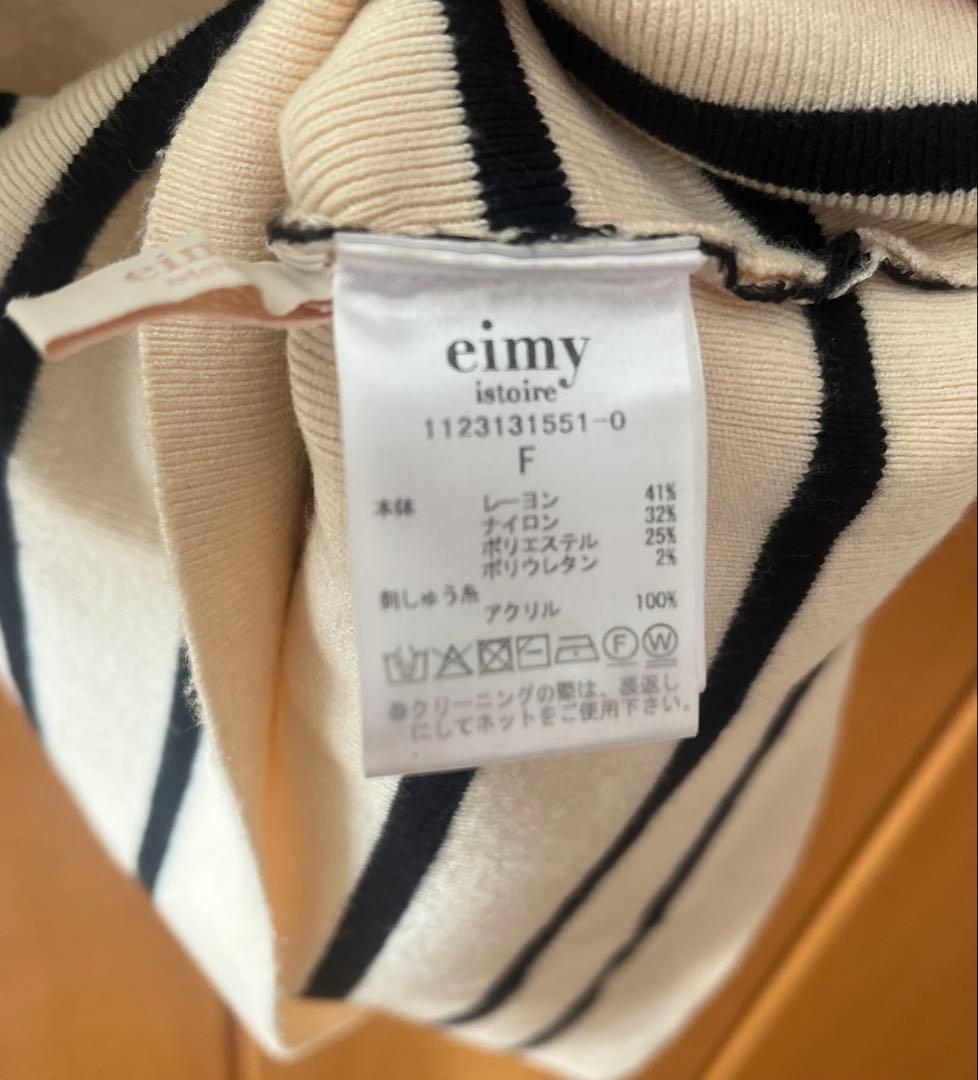 eimy
istoire
1123131551-0
F
本体 レーヨン 41%
ナイロン 32%
ポリエステル 25%
ポリウレタン 2%
刺しゅう糸
アクリル 100%
F W
※クリーニングの際は、裏返し
にしてネットをご使用下さい。